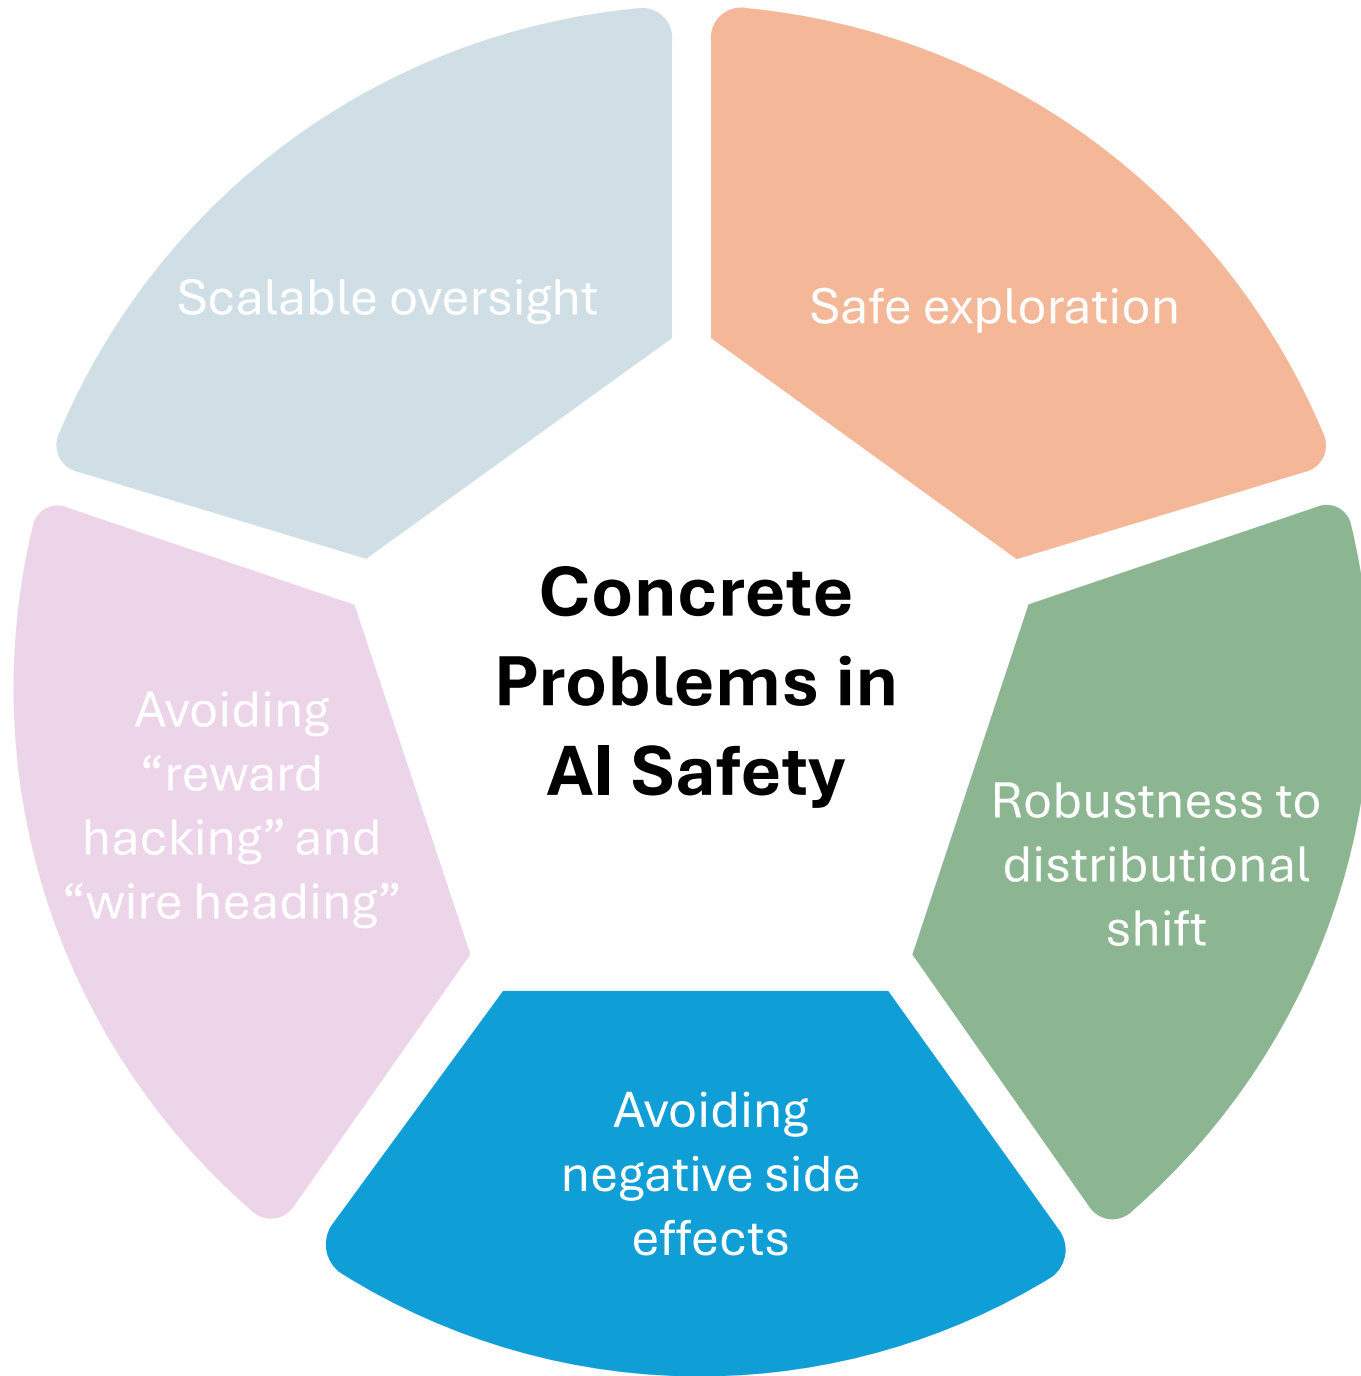 Scalable oversight
Safe exploration
Concrete
Problems in
AI Safety
Avoiding
“reward
hacking” and
“wire heading”
Robustness to
distributional
shift
Avoiding
negative side
effects